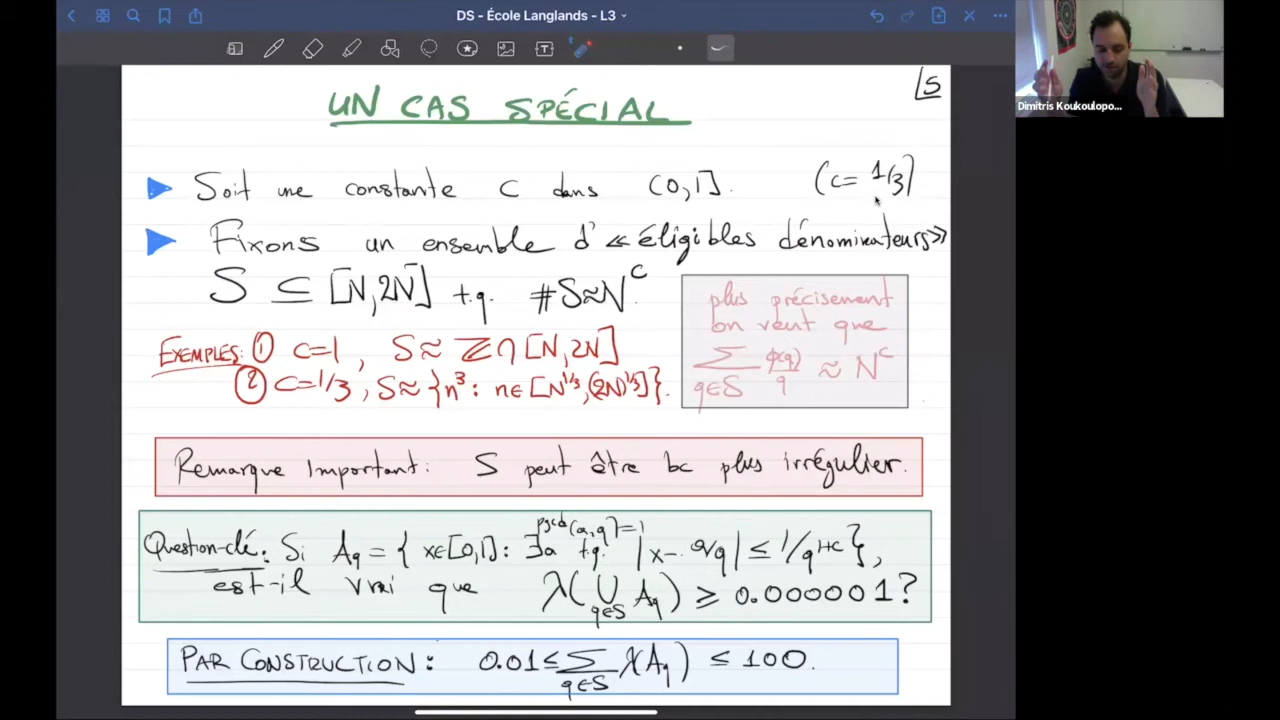 DS - École Langlands - L3
Dimitris Koukoulopo...
5
UN CAS SPÉCIAL
Soit une constante c dans (0,1]. (c= 1/3)
Fixons un ensemble d'«éligibles dénominateurs»
S ⊆ [N,2N] t.q. #S≈N^c.
plus précisement
on veut que
∑_{q∈S} φ(q)/q ≈ N^c
EXEMPLES: ① c=1, S≈ ℤ∩[N,2N]
② c=1/3, S≈{n³: n∈[N^{1/3},(2N)^{1/3}]}.
Remarque important: S peut être bc plus irrégulier.
Question-clé: Si A_q = { x∈[0,1]: ∃a t.q. pgcd(a,q)=1 |x-a/q| ≤ 1/q^{1+c}},
est-il vrai que λ(∪_{q∈S} A_q) ≥ 0.000001?
PAR CONSTRUCTION: 0.01≤∑_{q∈S} λ(A_q) ≤ 100.